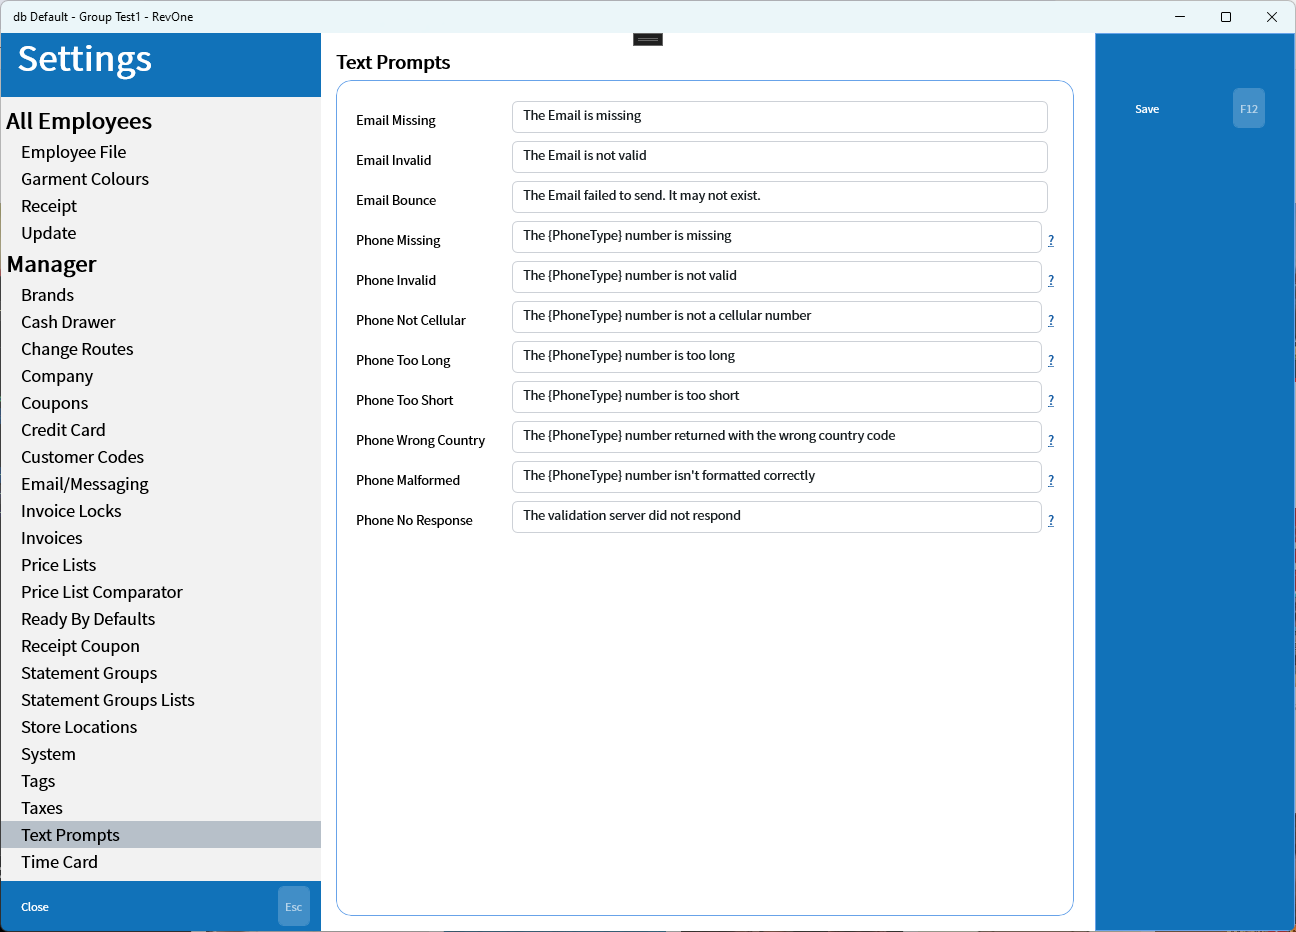 db Default - Group Test1 - RevOne
Settings
All Employees
Employee File
Garment Colours
Receipt
Update
Manager
Brands
Cash Drawer
Change Routes
Company
Coupons
Credit Card
Customer Codes
Email/Messaging
Invoice Locks
Invoices
Price Lists
Price List Comparator
Ready By Defaults
Receipt Coupon
Statement Groups
Statement Groups Lists
Store Locations
System
Tags
Taxes
Text Prompts
Time Card
Close Esc
Text Prompts
Email Missing The Email is missing
Email Invalid The Email is not valid
Email Bounce The Email failed to send. It may not exist.
Phone Missing The {PhoneType} number is missing ?
Phone Invalid The {PhoneType} number is not valid ?
Phone Not Cellular The {PhoneType} number is not a cellular number ?
Phone Too Long The {PhoneType} number is too long ?
Phone Too Short The {PhoneType} number is too short ?
Phone Wrong Country The {PhoneType} number returned with the wrong country code ?
Phone Malformed The {PhoneType} number isn't formatted correctly ?
Phone No Response The validation server did not respond ?
Save F12